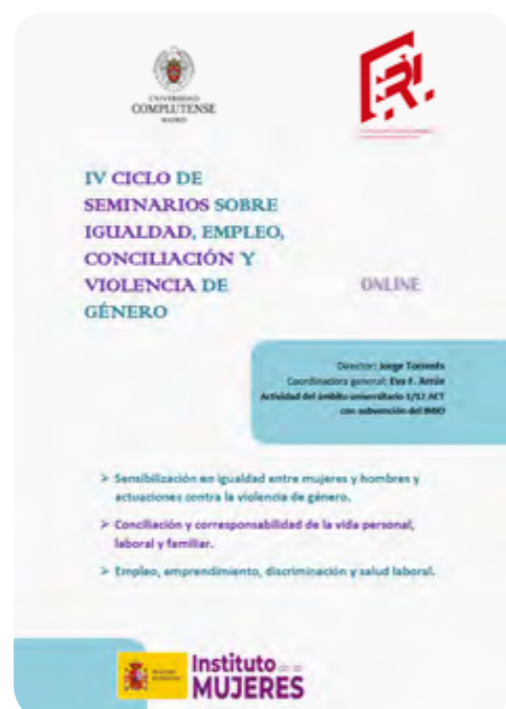 UNIVERSIDAD
COMPLUTENSE
MADRID
IV CICLO DE
SEMINARIOS SOBRE
IGUALDAD, EMPLEO,
CONCILIACIÓN Y
VIOLENCIA DE
GÉNERO
ONLINE
Director: Jorge Torrents
Coordinadora general: Eva F.
Actividad del ámbito universitario 1/12 ACT
con subvención del
➢ Sensibilización en igualdad entre mujeres y hombres y
actuaciones contra la violencia de género.
➢ Conciliación y corresponsabilidad de la vida personal,
laboral y familiar.
➢ Empleo, emprendimiento, discriminación y salud laboral.
Instituto
MUJERES